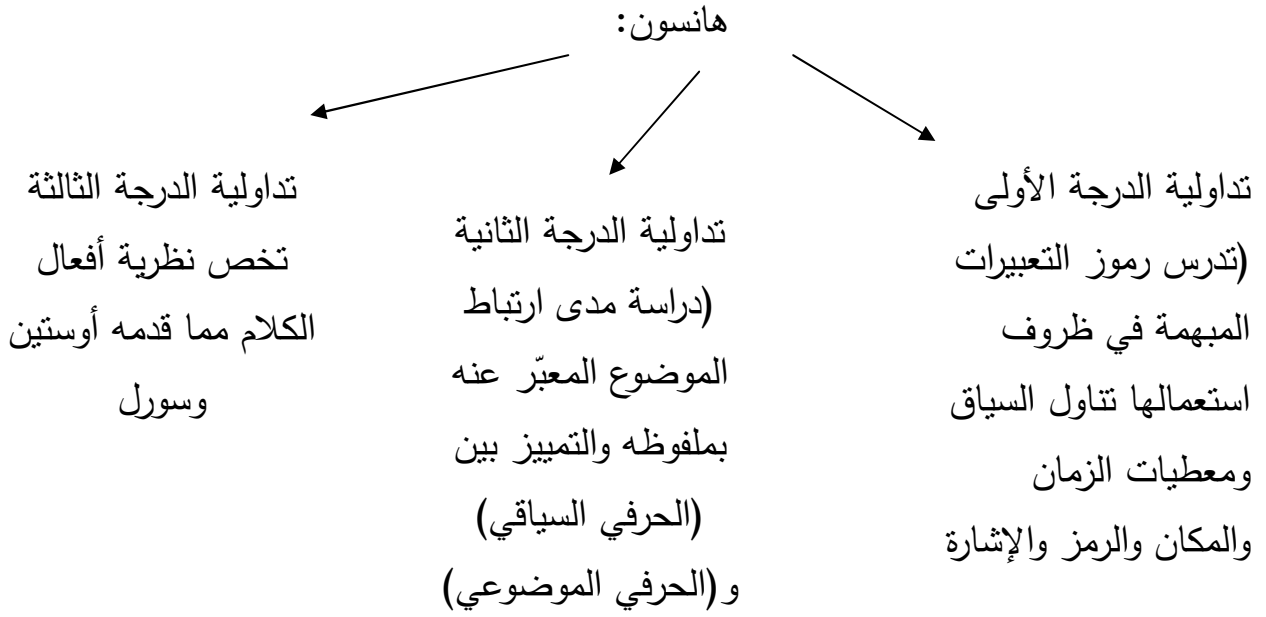 هانسون:
تداولية الدرجة الأولى
(تدرس رموز التعبيرات
المبهمة في ظروف
استعمالها تتاول السياق
ومعطيات الزمان
والمكان والرمز والإشارة
تداولية الدرجة الثانية
(دراسة مدى ارتباط
الموضوع المعبّر عنه
بملفوظه والتمييز بين
(الحرفي السياقي)
و(الحرفي الموضوعي)
تداولية الدرجة الثالثة
تخص نظرية أفعال
الكلام مما قدمه أوستين
وسورل